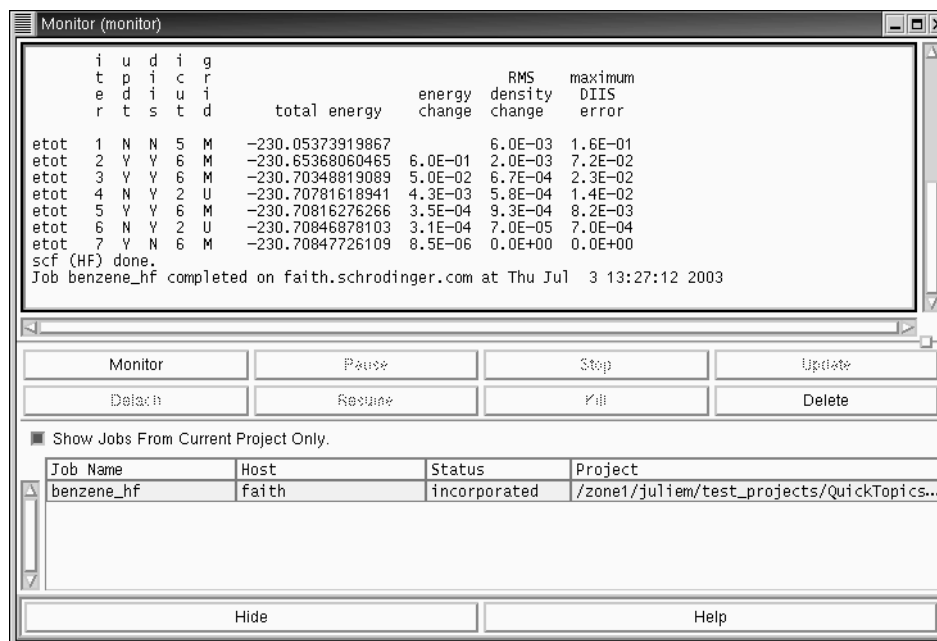 Monitor (monitor)
i u d i g
t p i c r RMS maximum
e d i u i energy density DIIS
r t s t d total energy change change error
etot 1 N N 5 M −230.05373919867 6.0E−03 1.6E−01
etot 2 Y Y 6 M −230.65368060465 6.0E−01 2.0E−03 7.2E−02
etot 3 Y Y 6 M −230.70348819089 5.0E−02 6.7E−04 2.3E−02
etot 4 N Y 2 U −230.70781618941 4.3E−03 5.8E−04 1.4E−02
etot 5 Y Y 6 M −230.70816276266 3.5E−04 9.3E−04 8.2E−03
etot 6 N Y 2 U −230.70846878103 3.1E−04 7.0E−05 7.0E−04
etot 7 Y N 6 M −230.70847726109 8.5E−06 0.0E+00 0.0E+00
scf (HF) done.
Job benzene_hf completed on faith.schrodinger.com at Thu Jul 3 13:27:12 2003
Monitor Pause Stop Update
Detach Resume Kill Delete
Show Jobs From Current Project Only.
Job Name Host Status Project
benzene_hf faith incorporated /zone1/juliem/test_projects/QuickTopics...
Hide Help